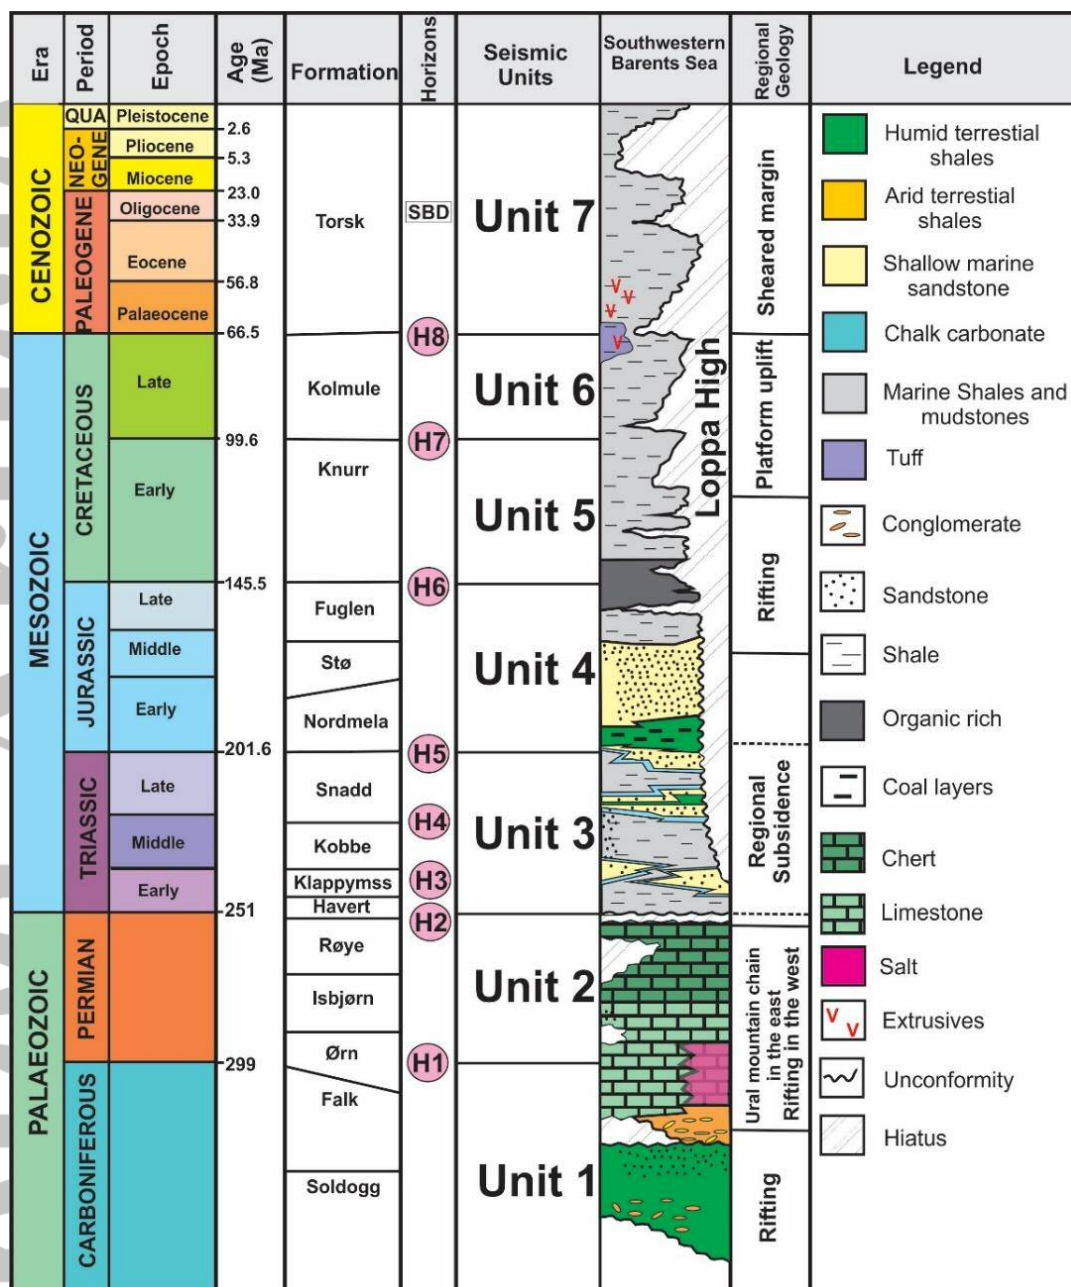 Era
Period
Epoch
Age
(Ma)
Formation
Horizons
Seismic
Units
Southwestern
Barents Sea
Regional
Geology
Legend
CENOZOIC
MESOZOIC
PALAEOZOIC
QUA.
NEO-
GENE
PALEOGENE
CRETACEOUS
JURASSIC
TRIASSIC
PERMIAN
CARBONIFEROUS
Pleistocene
Pliocene
Miocene
Oligocene
Eocene
Palaeocene
Late
Early
Late
Middle
Early
Late
Middle
Early
2.6
5.3
23.0
33.9
56.8
66.5
99.6
145.5
201.6
251
299
Torsk
Kolmule
Knurr
Fuglen
Stø
Nordmela
Snadd
Kobbe
Klappymss
Havert
Røye
Isbjørn
Ørn
Falk
Soldogg
SBD
H8
H7
H6
H5
H4
H3
H2
H1
Unit 7
Unit 6
Unit 5
Unit 4
Unit 3
Unit 2
Unit 1
V V
V V
V
Loppa High
Sheared margin
Platform uplift
Rifting
Regional
Subsidence
Ural mountain chain
in the east
Rifting in the west
Rifting
Humid terrestial
shales
Arid terrestial
shales
Shallow marine
sandstone
Chalk carbonate
Marine Shales and
mudstones
Tuff
Conglomerate
Sandstone
Shale
Organic rich
Coal layers
Chert
Limestone
Salt
V V
Extrusives
Unconformity
Hiatus